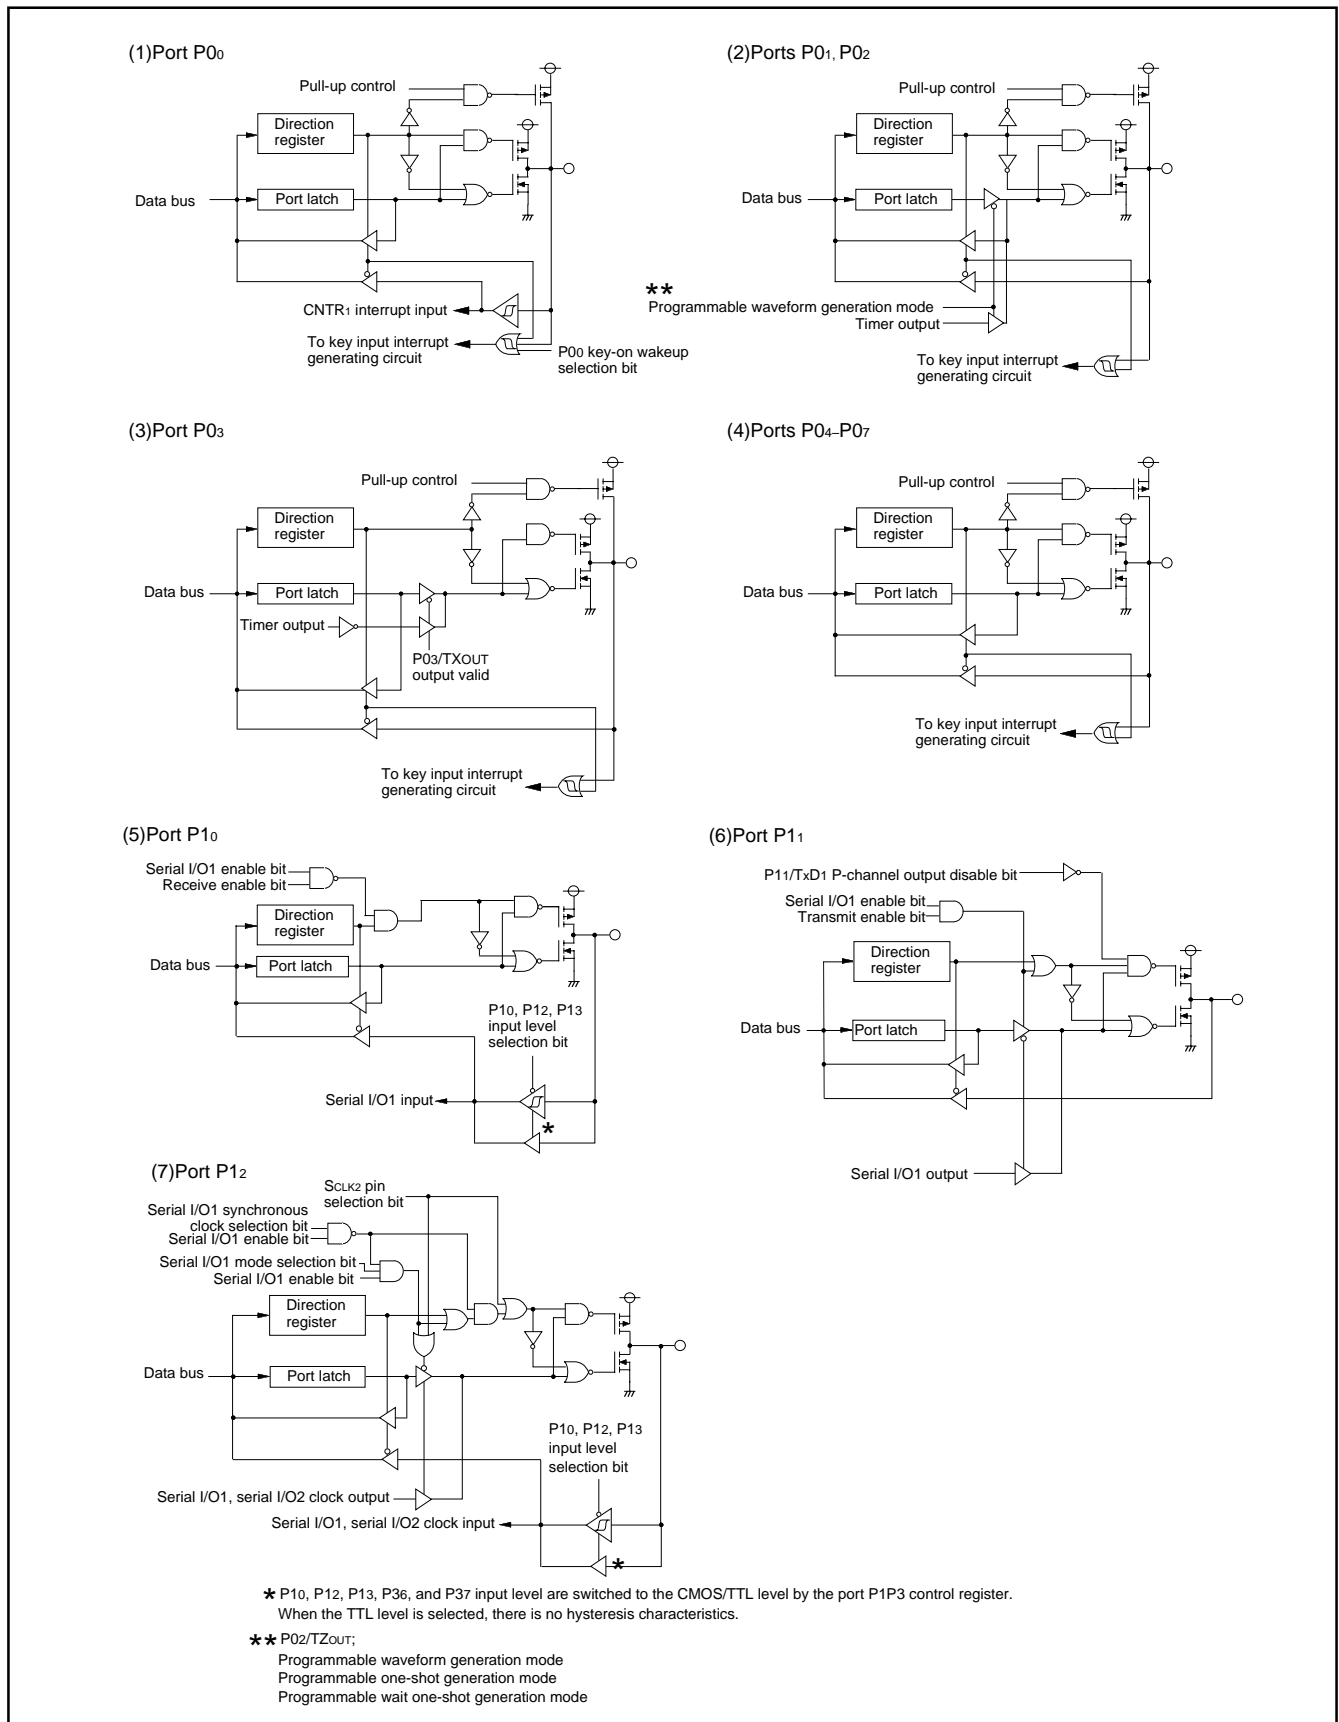 (1)Port P00
Pull-up control
Direction
register
Data bus
Port latch
CNTR1 interrupt input
To key input interrupt
generating circuit
P00 key-on wakeup
selection bit
(2)Ports P01, P02
Pull-up control
Direction
register
Data bus
Port latch
**
Programmable waveform generation mode
Timer output
To key input interrupt
generating circuit
(3)Port P03
Pull-up control
Direction
register
Data bus
Port latch
Timer output
P03/TXOUT
output valid
To key input interrupt
generating circuit
(4)Ports P04–P07
Pull-up control
Direction
register
Data bus
Port latch
To key input interrupt
generating circuit
(5)Port P10
Serial I/O1 enable bit
Receive enable bit
Direction
register
Data bus
Port latch
P10, P12, P13
input level
selection bit
Serial I/O1 input
*
(6)Port P11
P11/TxD1 P-channel output disable bit
Serial I/O1 enable bit
Transmit enable bit
Direction
register
Data bus
Port latch
Serial I/O1 output
(7)Port P12
SCLK2 pin
selection bit
Serial I/O1 synchronous
clock selection bit
Serial I/O1 enable bit
Serial I/O1 mode selection bit
Serial I/O1 enable bit
Direction
register
Data bus
Port latch
P10, P12, P13
input level
selection bit
Serial I/O1, serial I/O2 clock output
Serial I/O1, serial I/O2 clock input
*
* P10, P12, P13, P36, and P37 input level are switched to the CMOS/TTL level by the port P1P3 control register.
When the TTL level is selected, there is no hysteresis characteristics.
** P02/TZOUT;
Programmable waveform generation mode
Programmable one-shot generation mode
Programmable wait one-shot generation mode